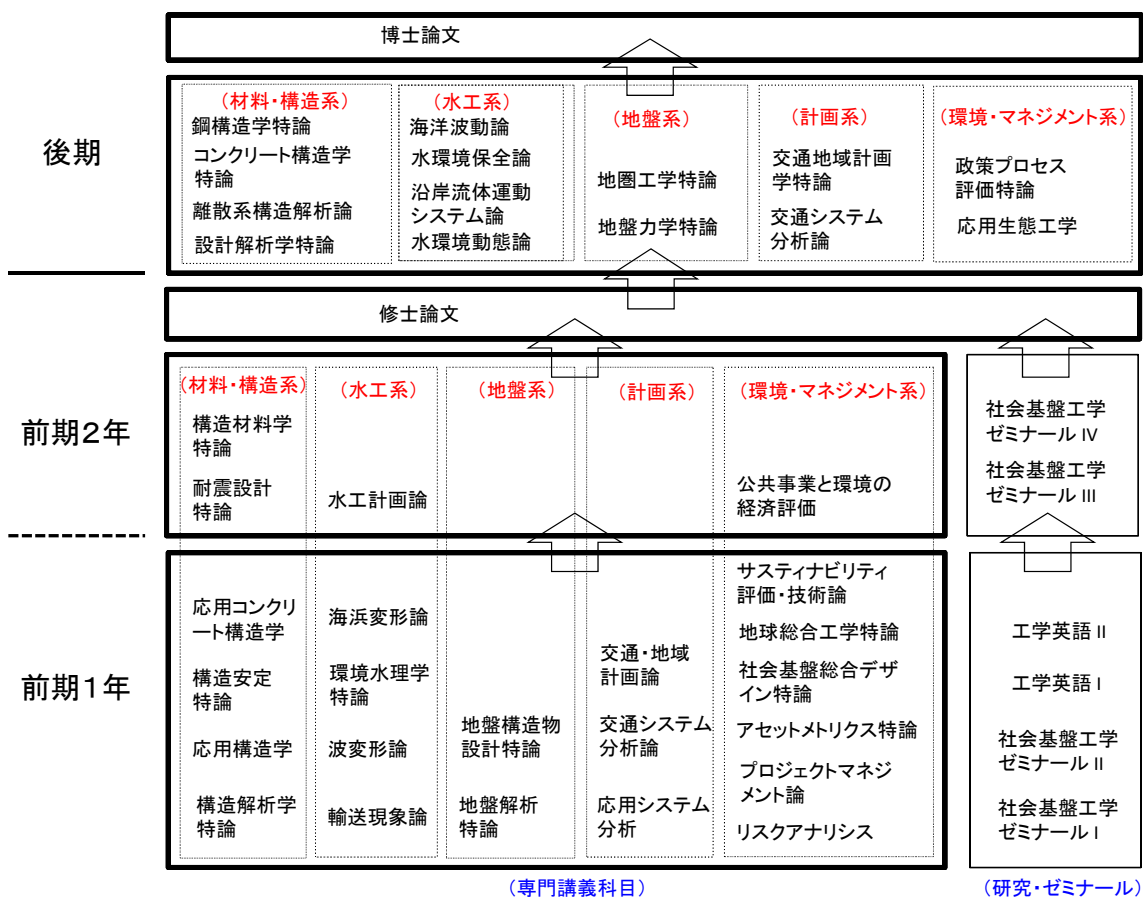 博士論文
後期
（材料・構造系）
鋼構造学特論
コンクリート構造学
特論
離散系構造解析論
設計解析学特論
（水工系）
海洋波動論
水環境保全論
沿岸流体運動
システム論
水環境動態論
（地盤系）
地圏工学特論
地盤力学特論
（計画系）
交通地域計画
学特論
交通システム
分析論
（環境・マネジメント系）
政策プロセス
評価特論
応用生態工学
修士論文
前期２年
（材料・構造系）
構造材料学
特論
耐震設計
特論
（水工系）
水工計画論
（地盤系）
（計画系）
（環境・マネジメント系）
公共事業と環境の
経済評価
社会基盤工学
ゼミナール IV
社会基盤工学
ゼミナール III
前期１年
応用コンクリ
ート構造学
構造安定
特論
応用構造学
構造解析学
特論
海浜変形論
環境水理学
特論
波変形論
輸送現象論
地盤構造物
設計特論
地盤解析
特論
交通・地域
計画論
交通システム
分析論
応用システム
分析
サスティナビリティ
評価・技術論
地球総合工学特論
社会基盤総合デザ
イン特論
アセットメトリクス特論
プロジェクトマネジ
メント論
リスクアナリシス
工学英語 II
工学英語 I
社会基盤工学
ゼミナール II
社会基盤工学
ゼミナール I
（専門講義科目）
（研究・ゼミナール）